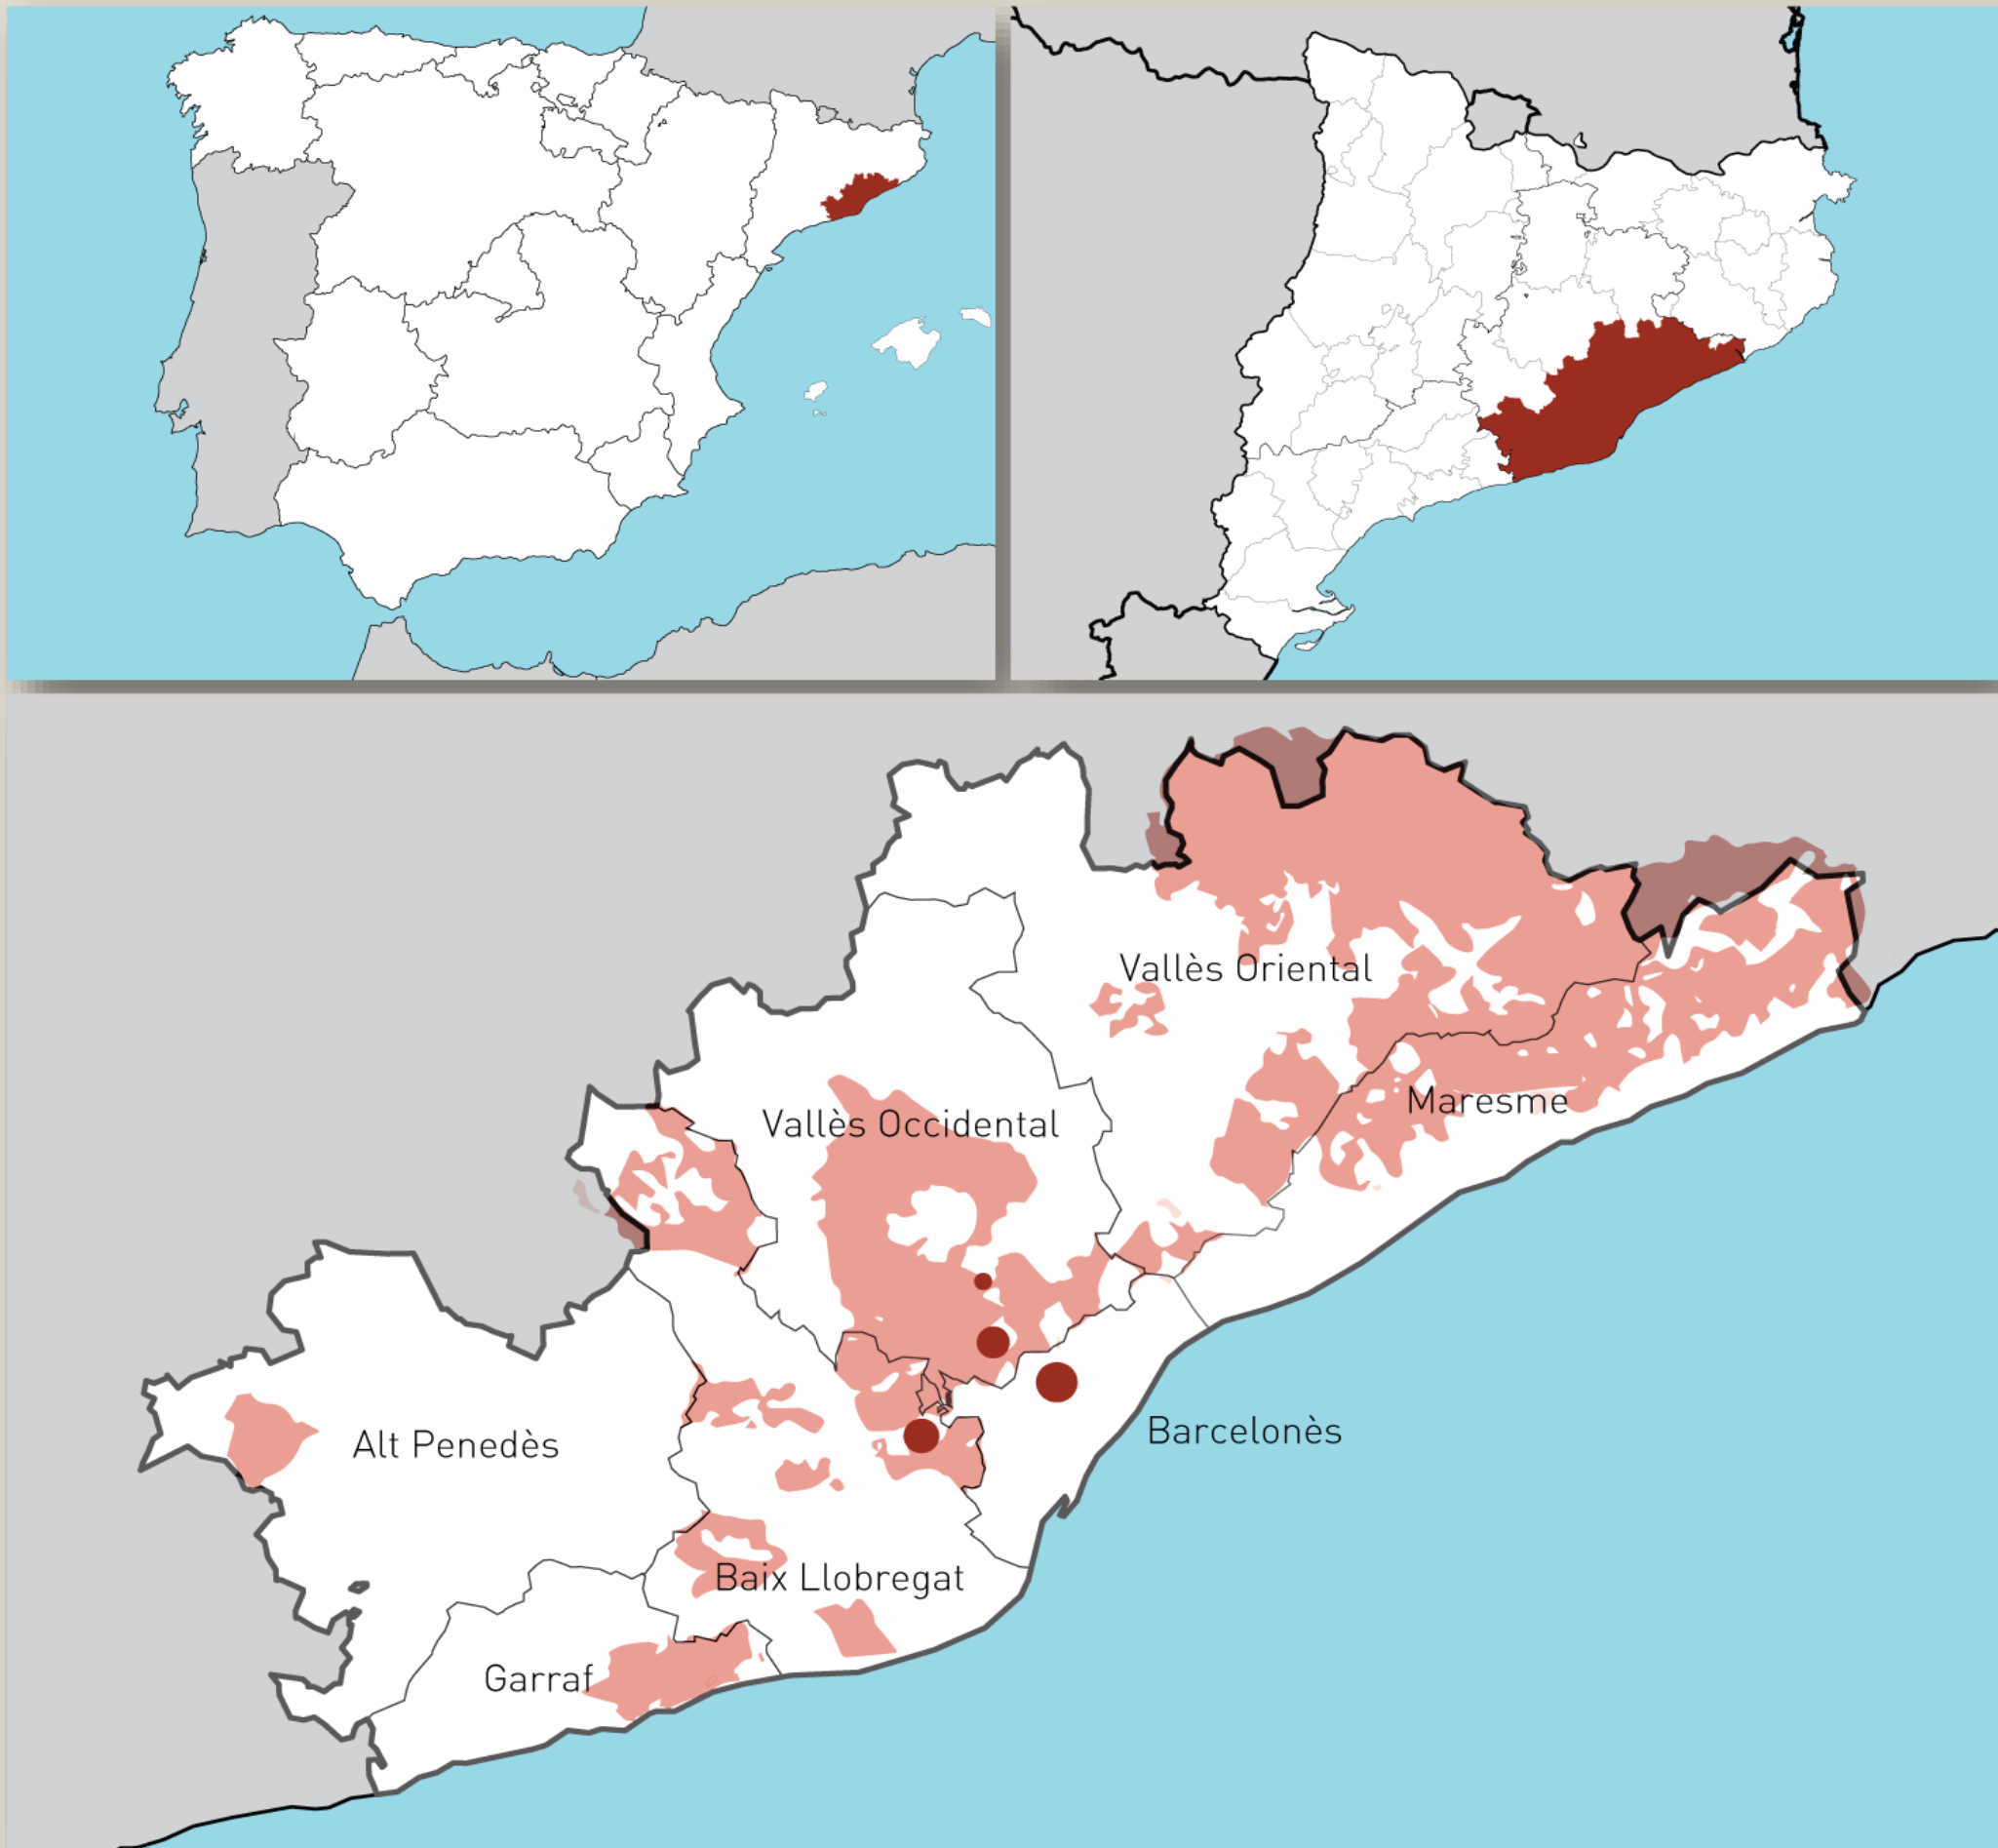 Vallès Oriental
Maresme
Vallès Occidental
Barcelonès
Alt Penedès
Baix Llobregat
Garraf